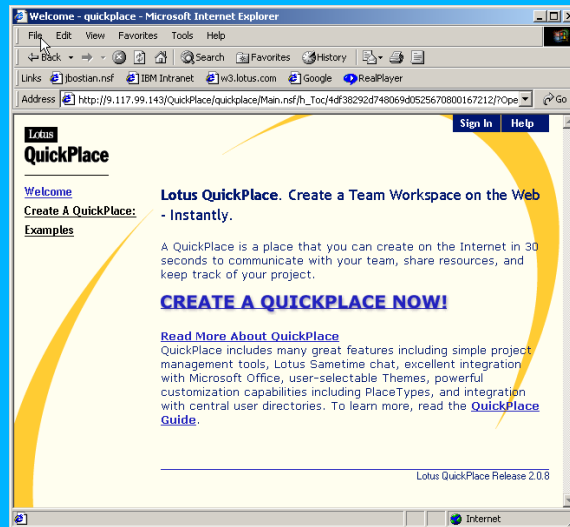 Welcome - quickplace - Microsoft Internet Explorer
File Edit View Favorites Tools Help
Back Search Favorites History
Links jbostian.nsf IBM Intranet w3.lotus.com Google RealPlayer
Address http://9.117.99.143/QuickPlace/quickplace/Main.nsf/h_Toc/4df38292d748069d0525670800167212/?Ope Go
Sign In Help
Lotus
QuickPlace
Welcome
Create A QuickPlace:
Examples
Lotus QuickPlace. Create a Team Workspace on the Web
- Instantly.
A QuickPlace is a place that you can create on the Internet in 30
seconds to communicate with your team, share resources, and
keep track of your project.
CREATE A QUICKPLACE NOW!
Read More About QuickPlace
QuickPlace includes many great features including simple project
management tools, Lotus Sametime chat, excellent integration
with Microsoft Office, user-selectable Themes, powerful
customization capabilities including PlaceTypes, and integration
with central user directories. To learn more, read the QuickPlace
Guide.
Lotus QuickPlace Release 2.0.8
Internet